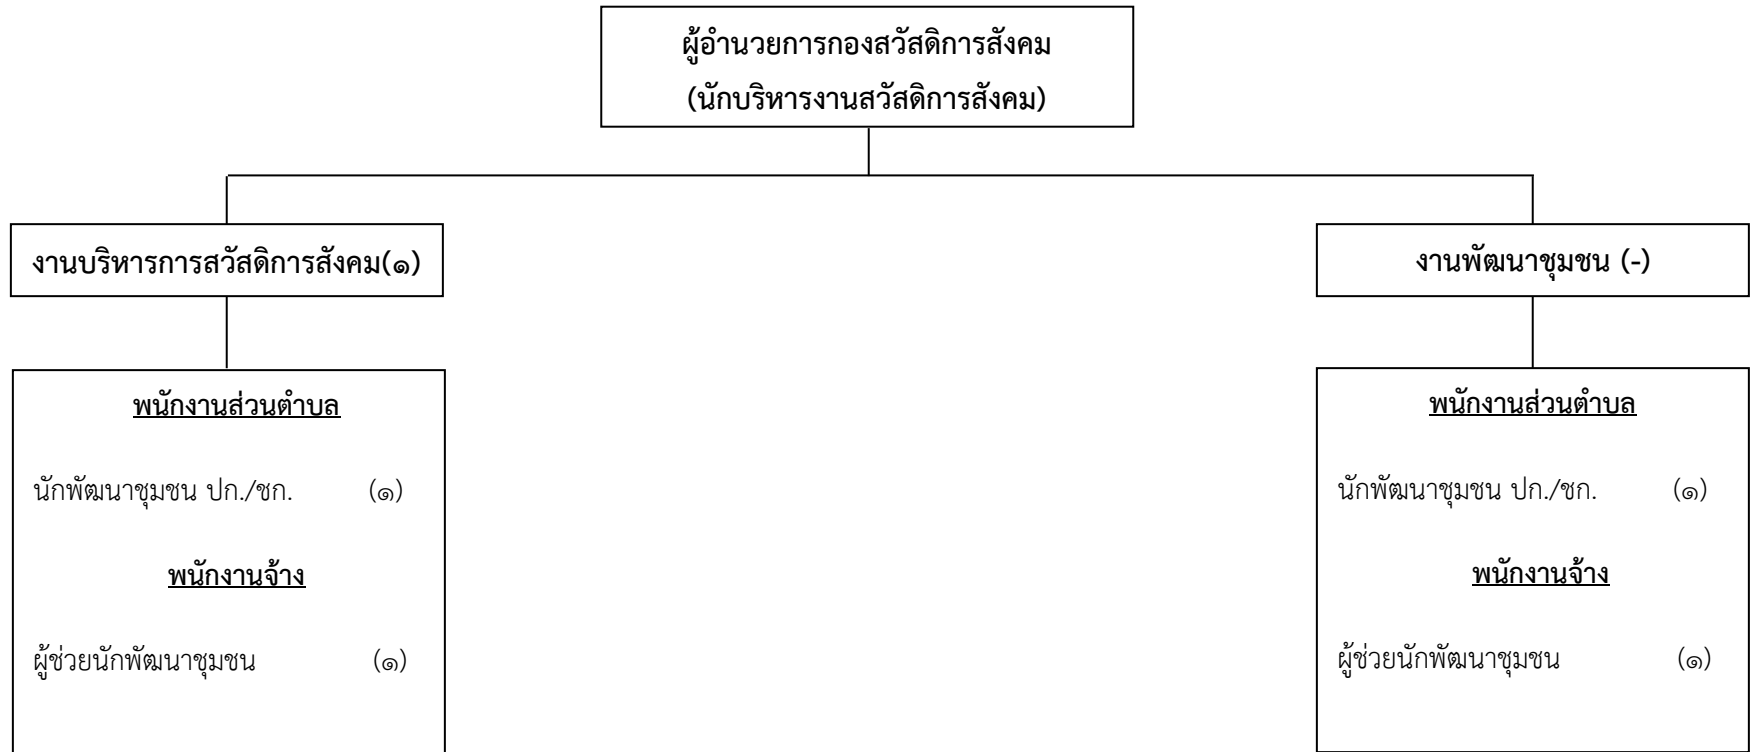 ผู้อำนวยการกองสวัสดิการสังคม
(นักบริหารงานสวัสดิการสังคม)
งานบริหารการสวัสดิการสังคม(๑)
พนักงานส่วนตำบล
นักพัฒนาชุมชน ปก./ชก. (๑)
พนักงานจ้าง
ผู้ช่วยนักพัฒนาชุมชน (๑)
งานพัฒนาชุมชน (-)
พนักงานส่วนตำบล
นักพัฒนาชุมชน ปก./ชก. (๑)
พนักงานจ้าง
ผู้ช่วยนักพัฒนาชุมชน (๑)